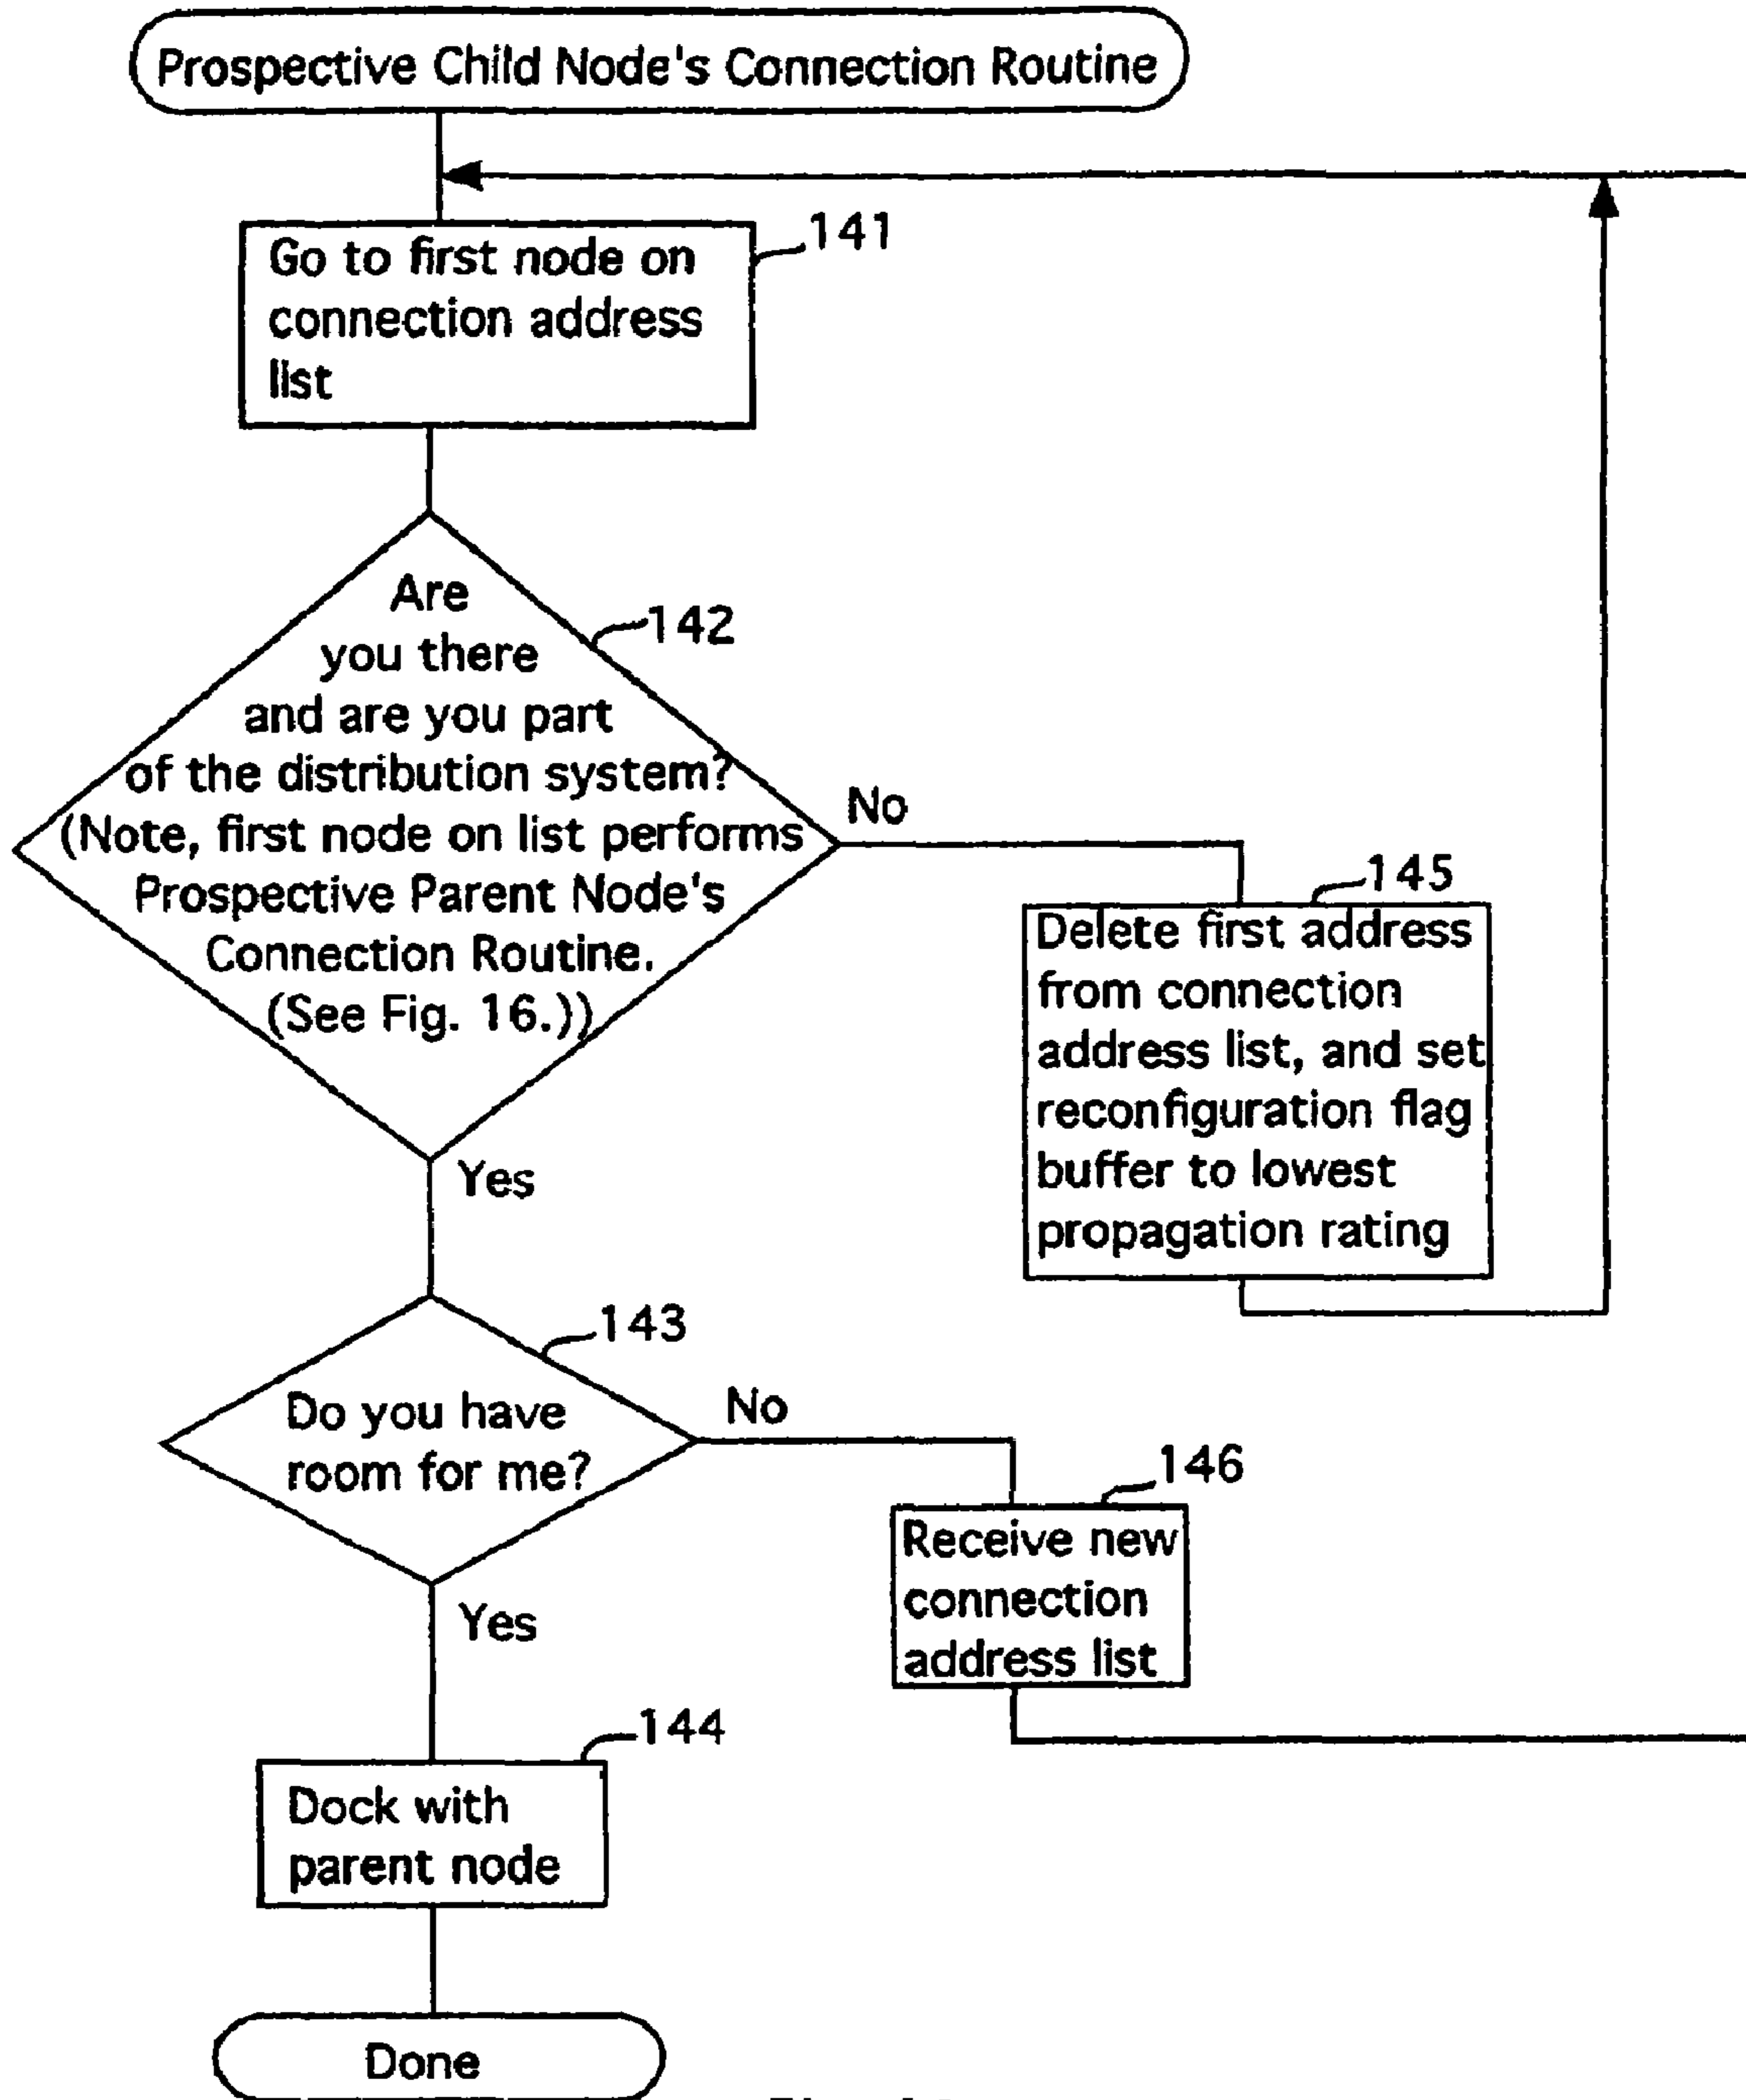 Prospective Child Node's Connection Routine
141
Go to first node on
connection address
list
142
Are
you there
and are you part
of the distribution system?
(Note, first node on list performs
Prospective Parent Node's
Connection Routine.
(See Fig. 16.))
No
145
Delete first address
from connection
address list, and set
reconfiguration flag
buffer to lowest
propagation rating
Yes
143
Do you have
room for me?
No
146
Receive new
connection
address list
Yes
144
Dock with
parent node
Done